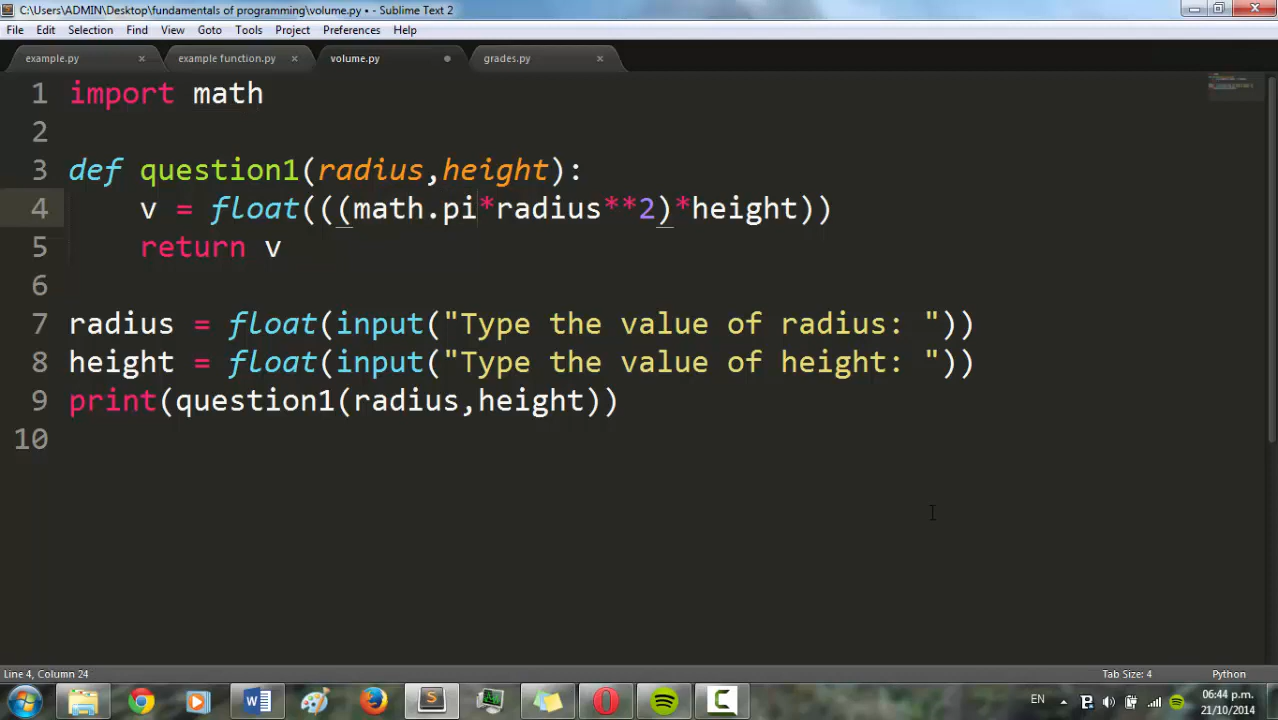 C:\Users\ADMIN\Desktop\fundamentals of programming\volume.py • - Sublime Text 2
File Edit Selection Find View Goto Tools Project Preferences Help
example.py × example function.py × volume.py grades.py ×
1 import math
2
3 def question1(radius,height):
4     v = float(((math.pi*radius**2)*height))
5     return v
6
7 radius = float(input("Type the value of radius: "))
8 height = float(input("Type the value of height: "))
9 print(question1(radius,height))
10
Line 4, Column 24 Tab Size: 4 Python
EN 06:44 p.m.
21/10/2014